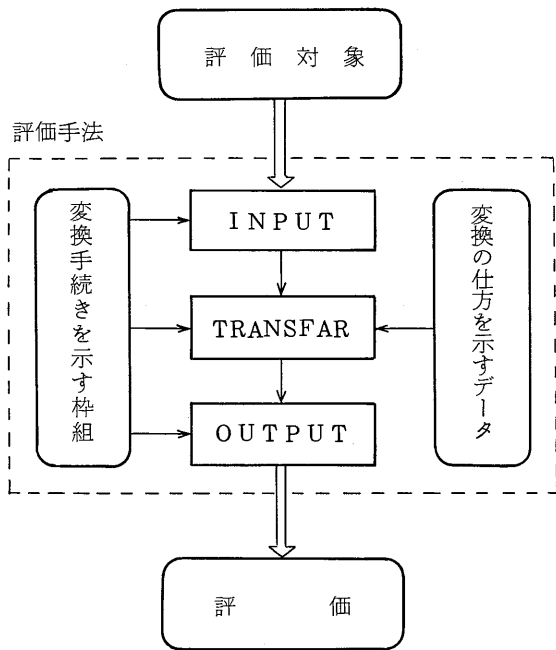 評価対象
評価手法
変換手続きを示す枠組
INPUT
変換の仕方を示すデータ
TRANSFAR
OUTPUT
評価